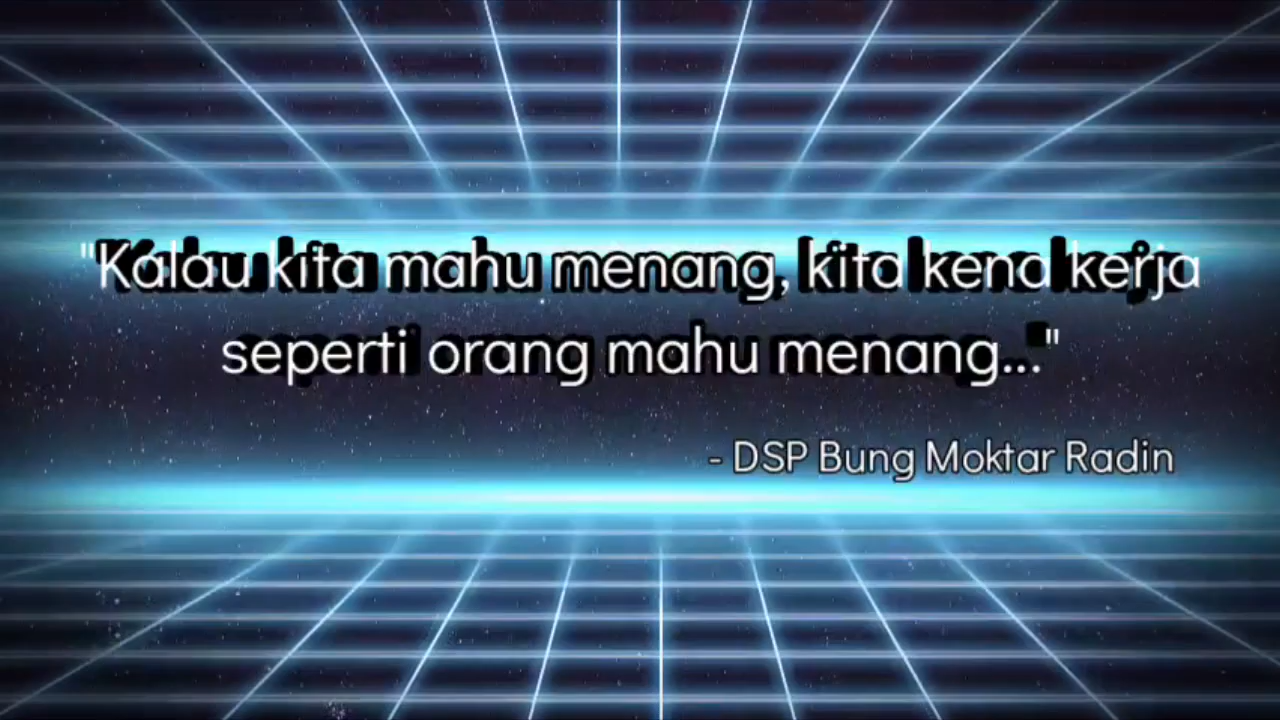 "Kalau kita mahu menang, kita kena kerja
seperti orang mahu menang..."
- DSP Bung Moktar Radin